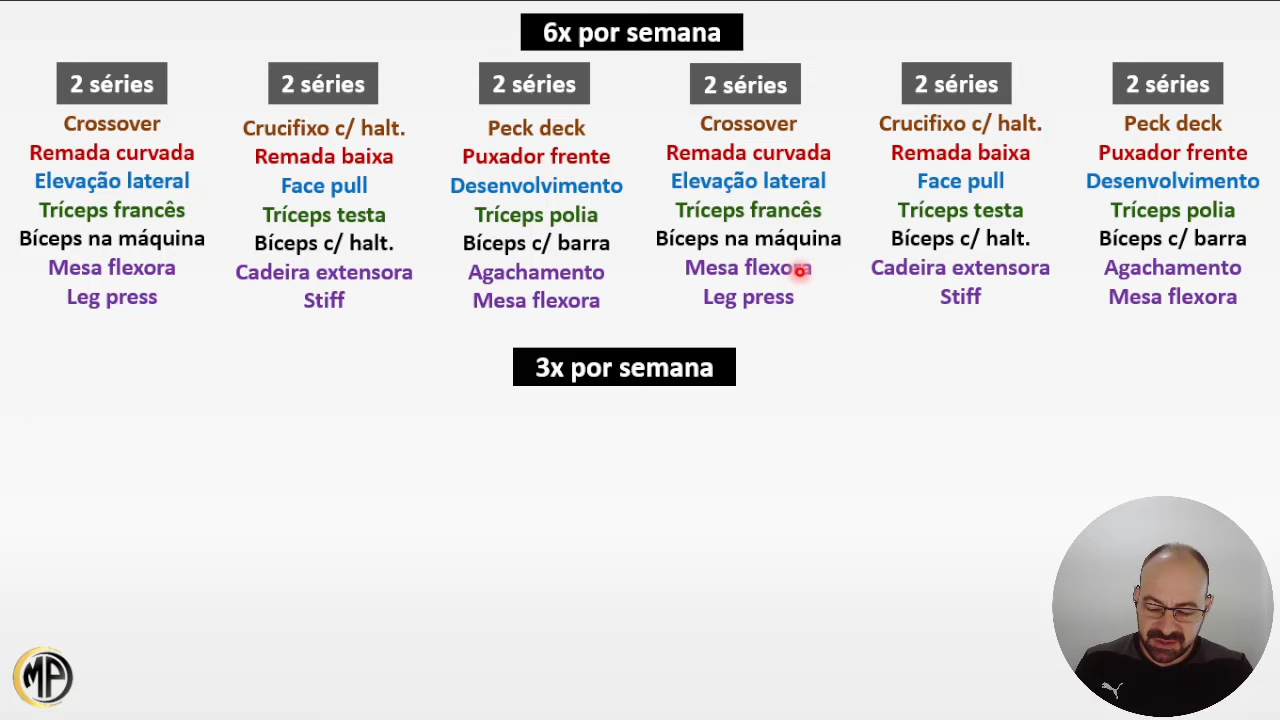 6x por semana
2 séries
Crossover
Remada curvada
Elevação lateral
Tríceps francês
Bíceps na máquina
Mesa flexora
Leg press
2 séries
Crucifixo c/ halt.
Remada baixa
Face pull
Tríceps testa
Bíceps c/ halt.
Cadeira extensora
Stiff
2 séries
Peck deck
Puxador frente
Desenvolvimento
Tríceps polia
Bíceps c/ barra
Agachamento
Mesa flexora
2 séries
Crossover
Remada curvada
Elevação lateral
Tríceps francês
Bíceps na máquina
Mesa flexora
Leg press
2 séries
Crucifixo c/ halt.
Remada baixa
Face pull
Tríceps testa
Bíceps c/ halt.
Cadeira extensora
Stiff
2 séries
Peck deck
Puxador frente
Desenvolvimento
Tríceps polia
Bíceps c/ barra
Agachamento
Mesa flexora
3x por semana
MP